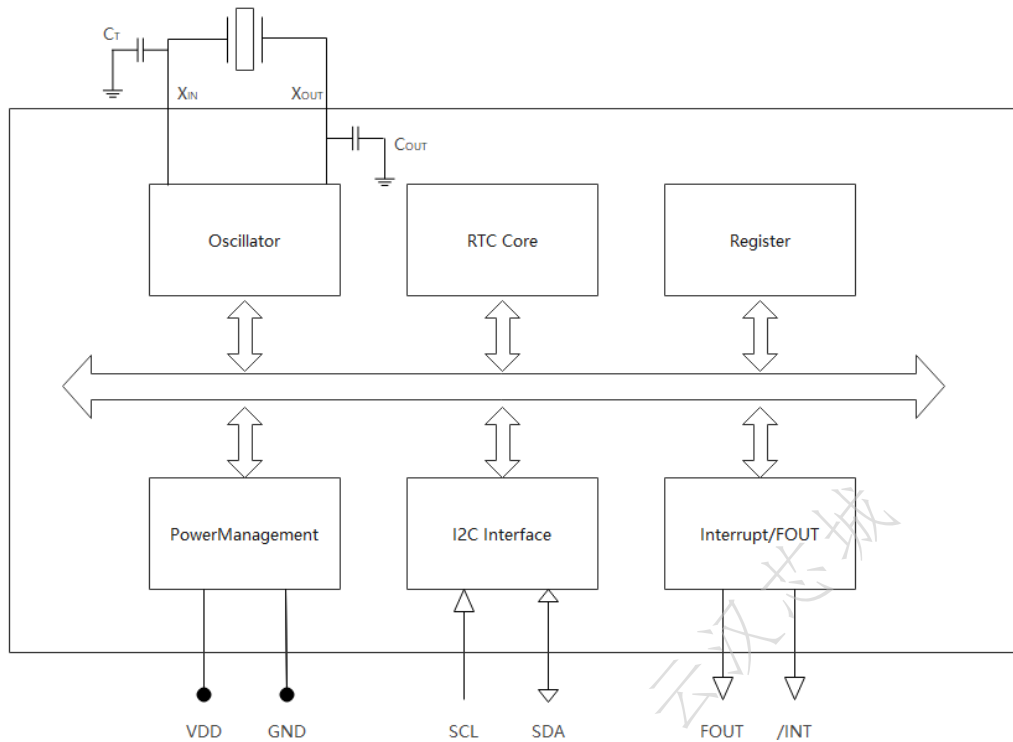 CT
XIN
XOUT
COUT
Oscillator
RTC Core
Register
PowerManagement
I2C Interface
Interrupt/FOUT
云汉芯城
VDD
GND
SCL
SDA
FOUT
/INT